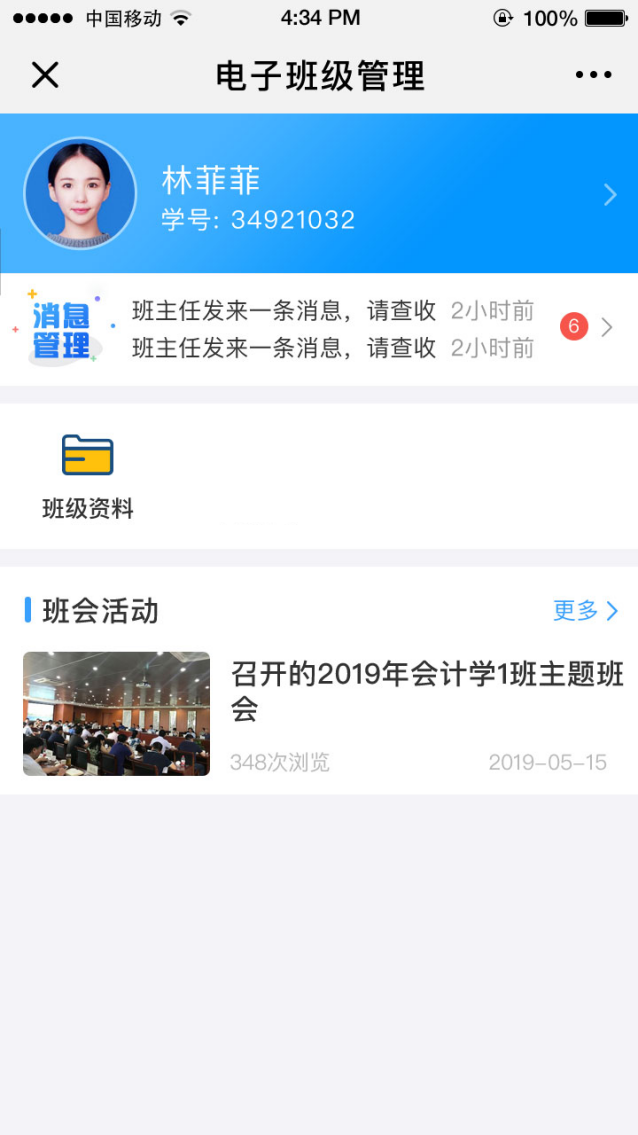 中国移动 4:34 PM 100%
电子班级管理
林菲菲
学号: 34921032
消息
管理
班主任发来一条消息，请查收 2小时前
班主任发来一条消息，请查收 2小时前
6
班级资料
班会活动 更多
召开的2019年会计学1班主题班
会
348次浏览 2019-05-15